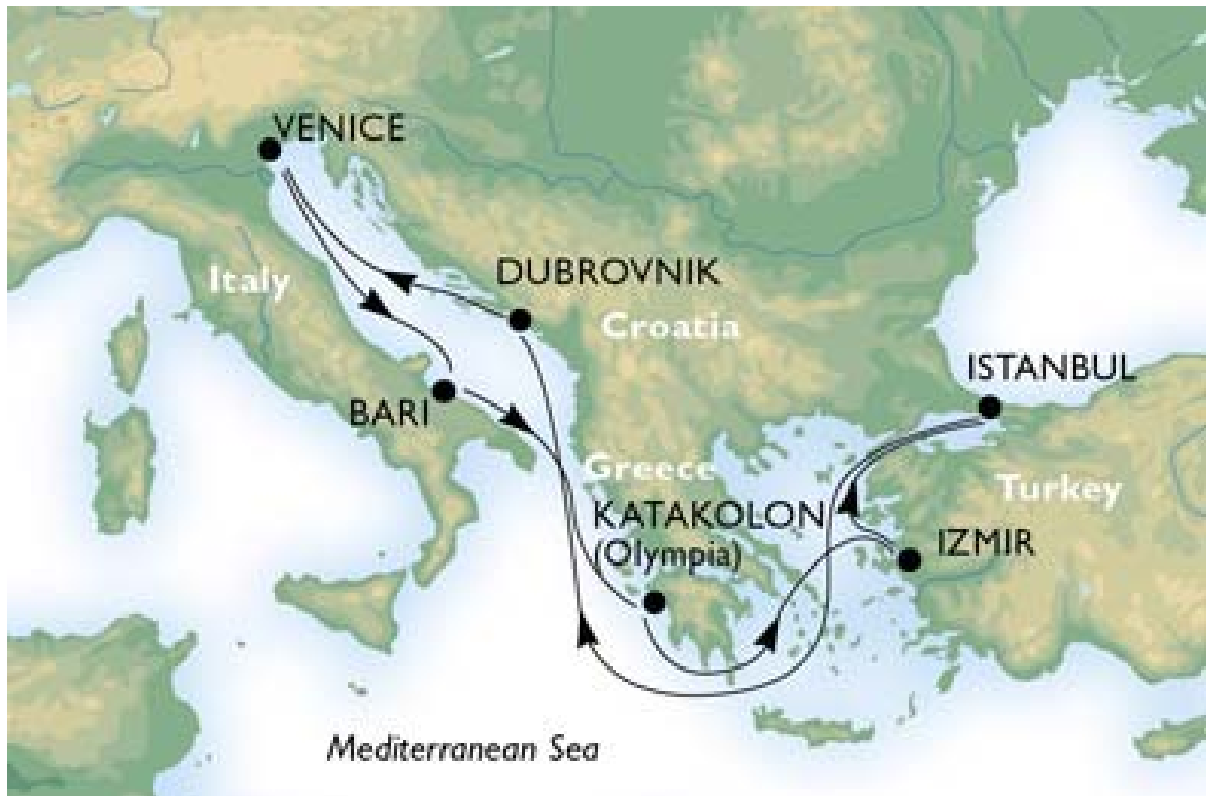 VENICE
DUBROVNIK
Italy
Croatia
ISTANBUL
BARI
Greece
Turkey
KATAKOLON
(Olympia)
IZMIR
Mediterranean Sea